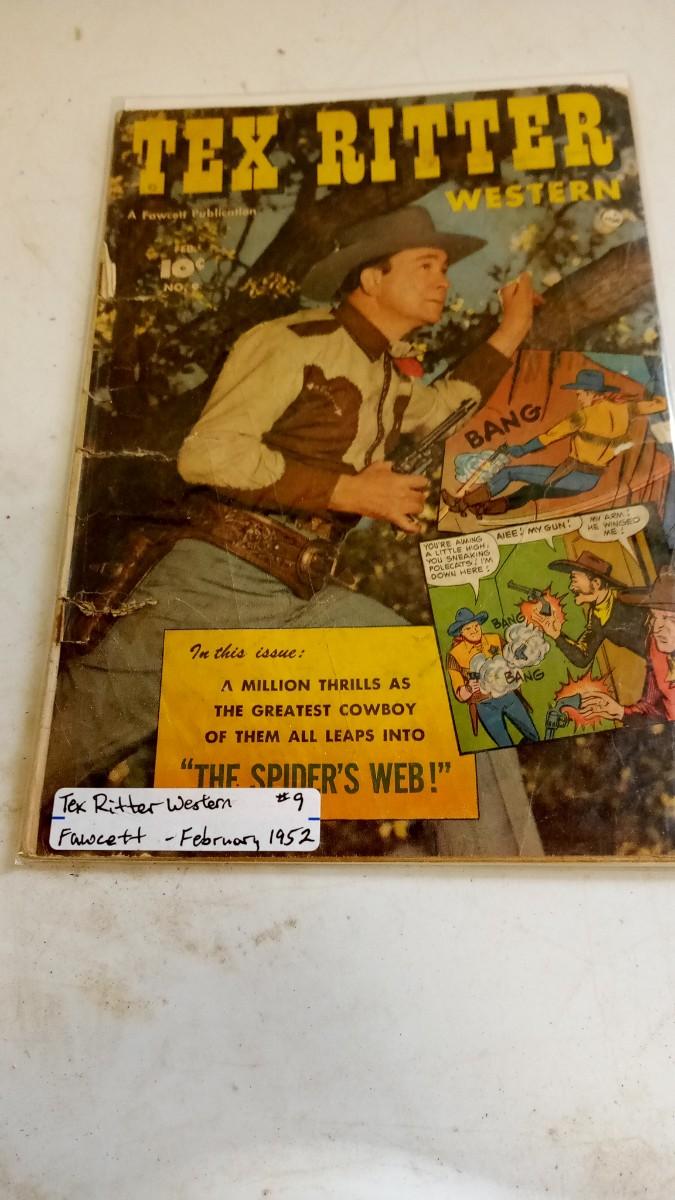 TEX RITTER
WESTERN
A Fawcett Publication
FEB.
10¢
NO. 9
BANG
YOU'RE AIMING
A LITTLE HIGH,
YOU SNEAKING
POLECATS! I'M
DOWN HERE!
AIEE! MY GUN!
MY ARM!
HE WINGED
ME!
BANG
BANG
In this issue:
A MILLION THRILLS AS
THE GREATEST COWBOY
OF THEM ALL LEAPS INTO
"THE SPIDER'S WEB!"
Tex Ritter Western #9
Fawcett - February 1952